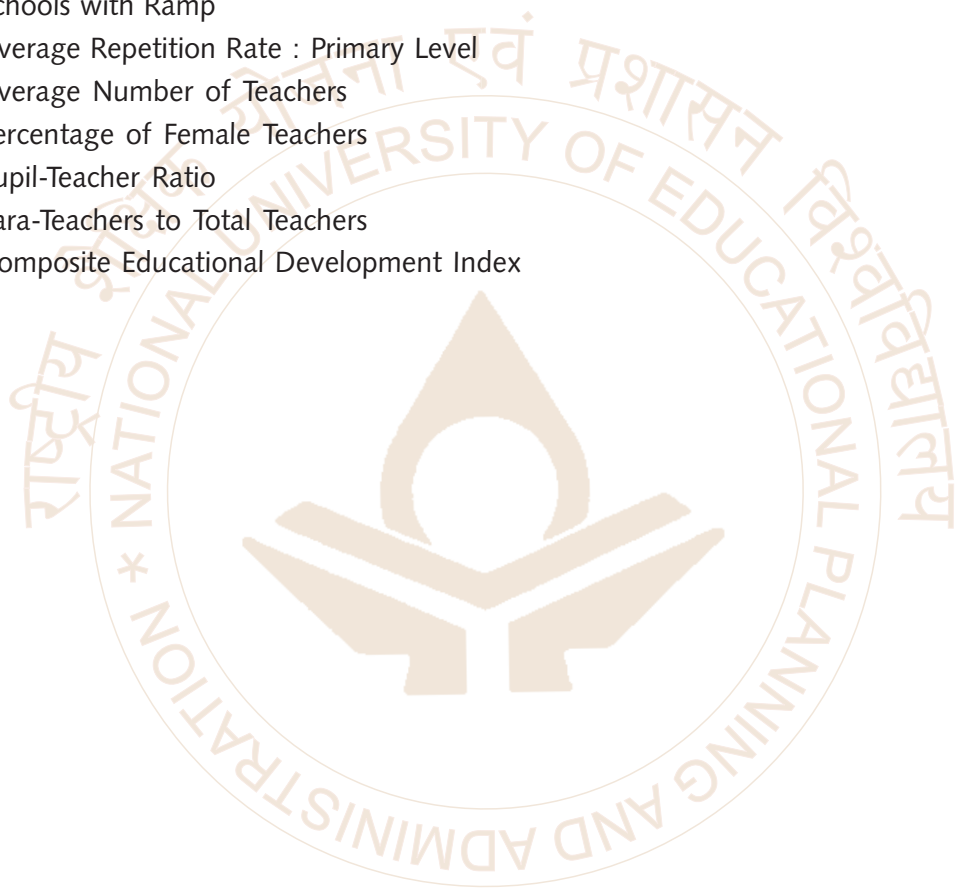 chools with Ramp
verage Repetition Rate : Primary Level
verage Number of Teachers
ercentage of Female Teachers
upil-Teacher Ratio
ara-Teachers to Total Teachers
omposite Educational Development Index
राष्ट्रीय शैक्षिक योजना एवं प्रशासन विश्वविद्यालय
* NATIONAL UNIVERSITY OF EDUCATIONAL PLANNING AND ADMINISTRATION